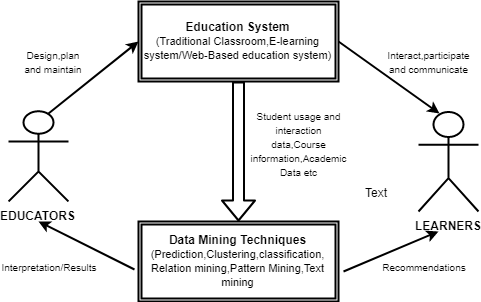 Education System
(Traditional Classroom,E-learning
system/Web-Based education system)
Design,plan
and maintain
Interact,participate
and communicate
Student usage and
interaction
data,Course
information,Academic
Data etc
Text
EDUCATORS
LEARNERS
Data Mining Techniques
(Prediction,Clustering,classification,
Relation mining,Pattern Mining,Text
mining
Interpretation/Results
Recommendations